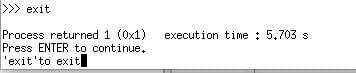 >>> exit
Process returned 1 (0x1)   execution time : 5.703 s
Press ENTER to continue.
'exit'to exit